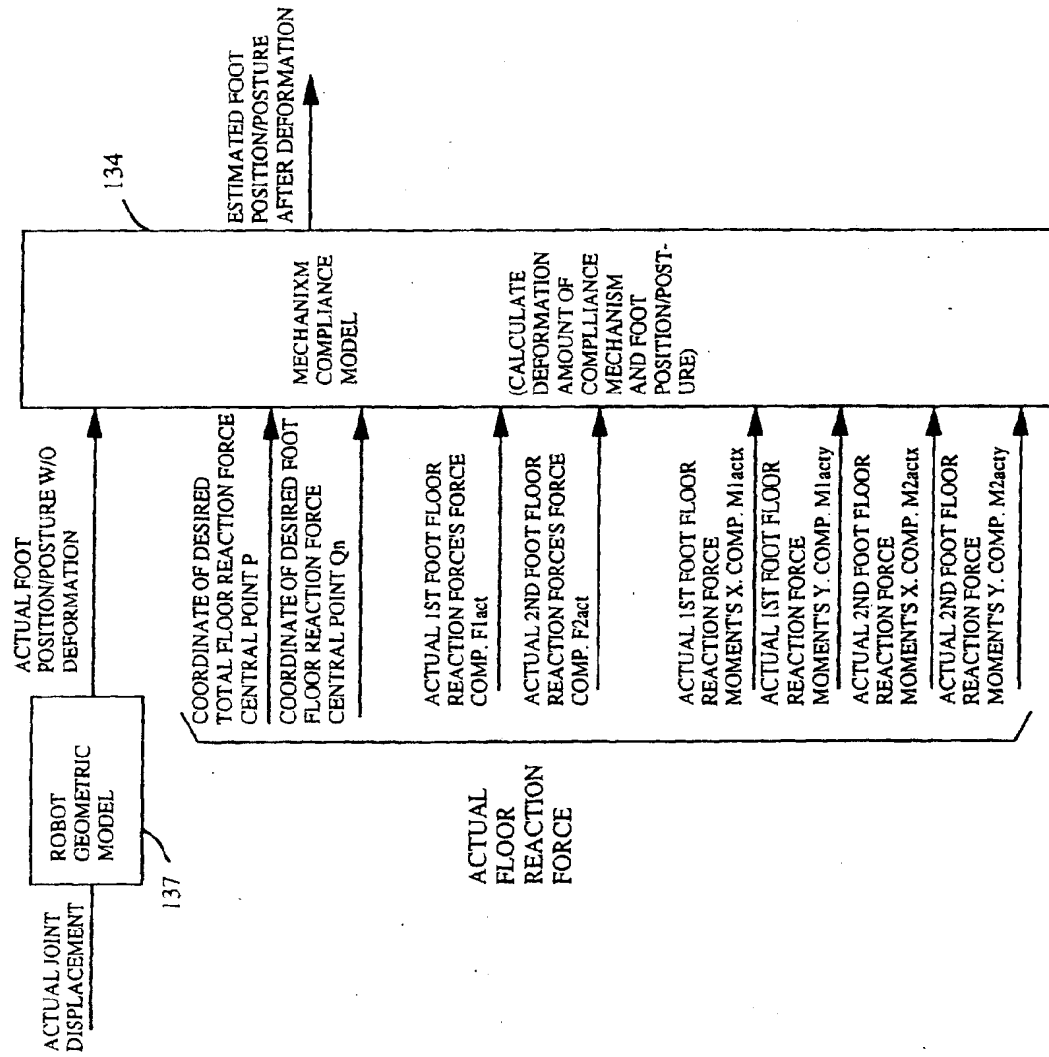 ACTUAL JOINT
DISPLACEMENT
ROBOT
GEOMETRIC
MODEL
137
ACTUAL FOOT
POSITION/POSTURE W/O
DEFORMATION
COORDINATE OF DESIRED
TOTAL FLOOR REACTION FORCE
CENTRAL POINT P
COORDINATE OF DESIRED FOOT
FLOOR REACTION FORCE
CENTRAL POINT Qn
ACTUAL 1ST FOOT FLOOR
REACTION FORCE'S FORCE
COMP. F1act
ACTUAL 2ND FOOT FLOOR
REACTION FORCE'S FORCE
COMP. F2act
ACTUAL 1ST FOOT FLOOR
REACTION FORCE
MOMENT'S X. COMP. M1actx
ACTUAL 1ST FOOT FLOOR
REACTION FORCE
MOMENT'S Y. COMP. M1acty
ACTUAL 2ND FOOT FLOOR
REACTION FORCE
MOMENT'S X. COMP. M2actx
ACTUAL 2ND FOOT FLOOR
REACTION FORCE
MOMENT'S Y. COMP. M2acty
ACTUAL
FLOOR
REACTION
FORCE
MECHANIXM
COMPLIANCE
MODEL
(CALCULATE
DEFORMATION
AMOUNT OF
COMPLLIANCE
MECHANISM
AND FOOT
POSITION/POST-
URE)
134
ESTIMATED FOOT
POSITION/POSTURE
AFTER DEFORMATION